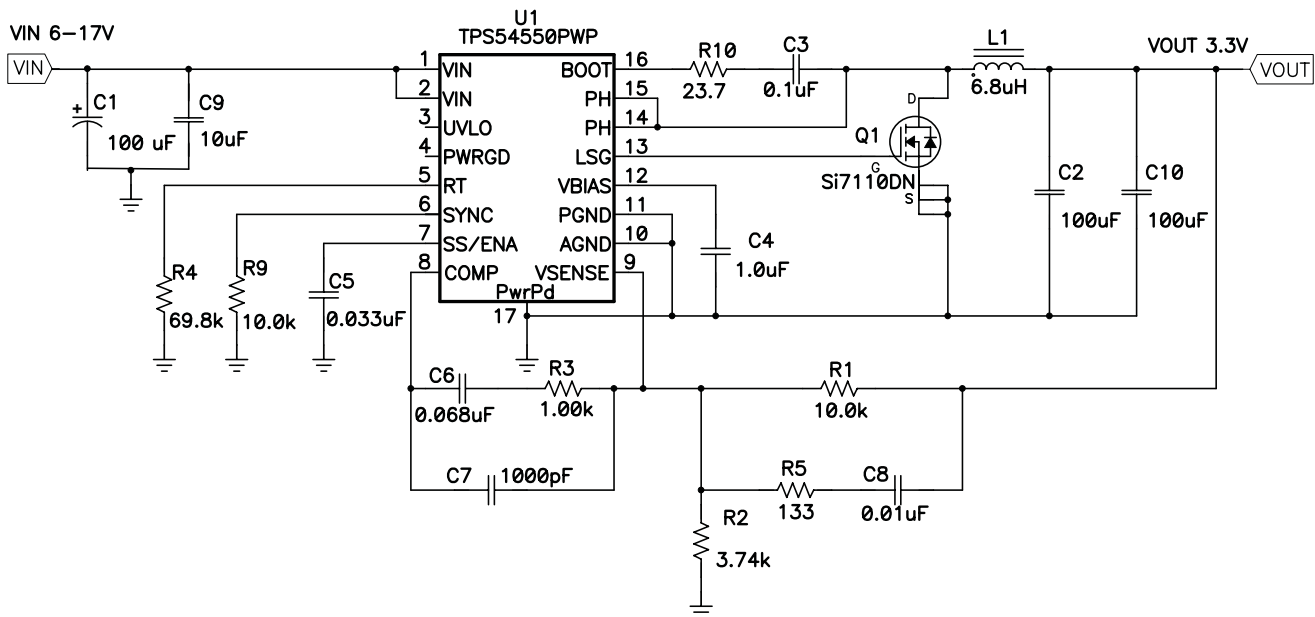 VIN 6-17V
VIN
U1
TPS54550PWP
VOUT 3.3V
VOUT
1
VIN
2
VIN
3
UVLO
4
PWRGD
5
RT
6
SYNC
7
SS/ENA
8
COMP
BOOT
16
PH
15
PH
14
LSG
13
VBIAS
12
PGND
11
AGND
10
VSENSE
9
PwrPd
17
+
C1
100 uF
C9
10uF
R10
23.7
C3
0.1uF
L1
6.8uH
D
Q1
G
Si7110DN
S
C2
100uF
C10
100uF
C4
1.0uF
R4
69.8k
R9
10.0k
C5
0.033uF
C6
0.068uF
R3
1.00k
R1
10.0k
C7
1000pF
R5
133
C8
0.01uF
R2
3.74k